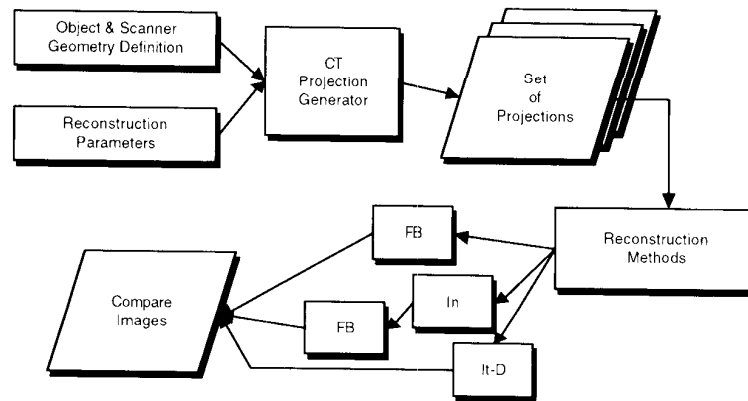 Object & Scanner
Geometry Definition
CT
Projection
Generator
Set
of
Projections
Reconstruction
Parameters
FB
Reconstruction
Methods
Compare
Images
In
FB
It-D